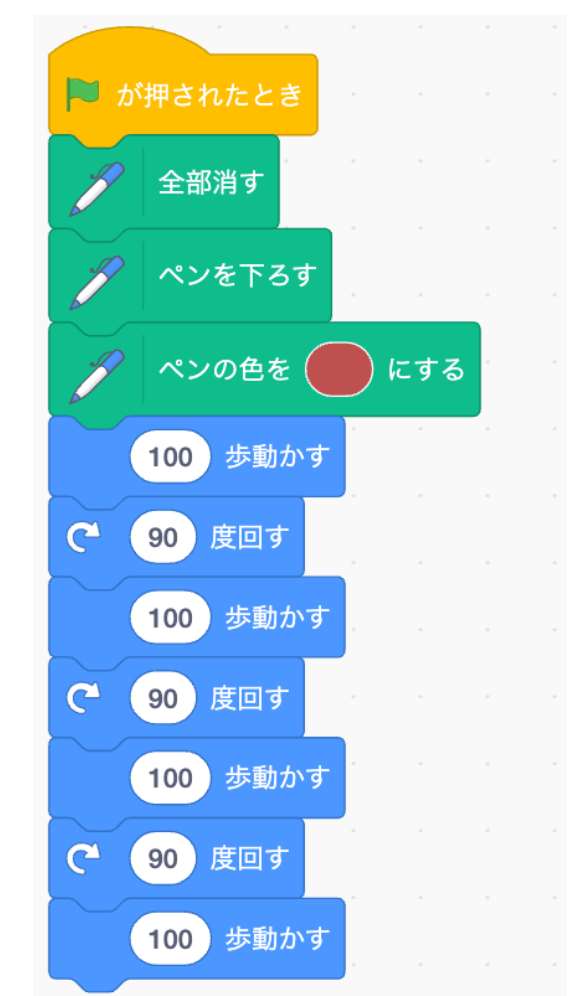 が押されたとき
全部消す
ペンを下ろす
ペンの色を にする
100 歩動かす
90 度回す
100 歩動かす
90 度回す
100 歩動かす
90 度回す
100 歩動かす